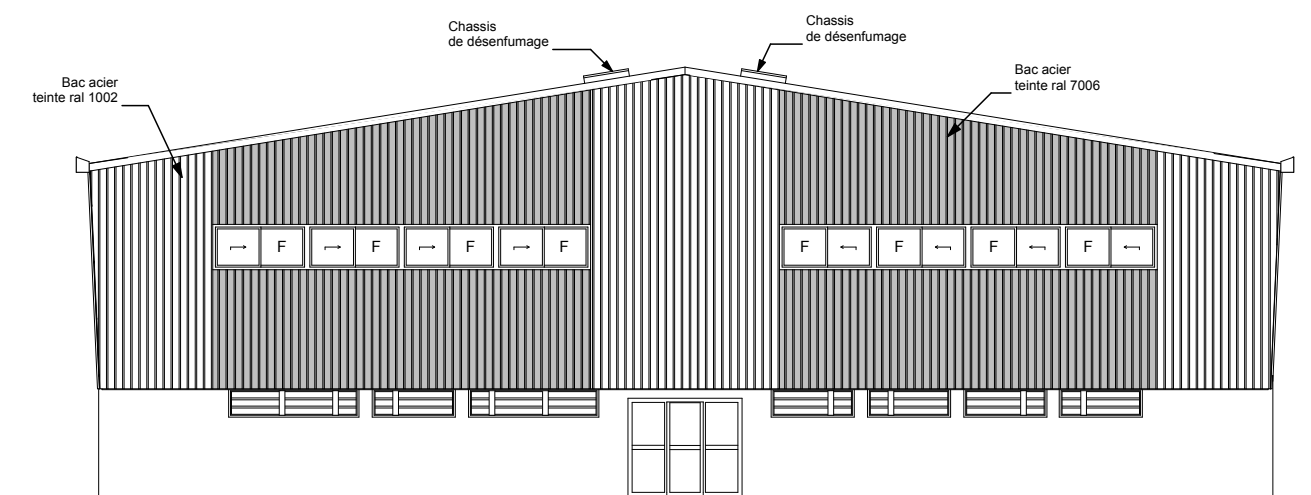 Chassis
de désenfumage
Chassis
de désenfumage
Bac acier
teinte ral 1002
Bac acier
teinte ral 7006
F F F F F F F F